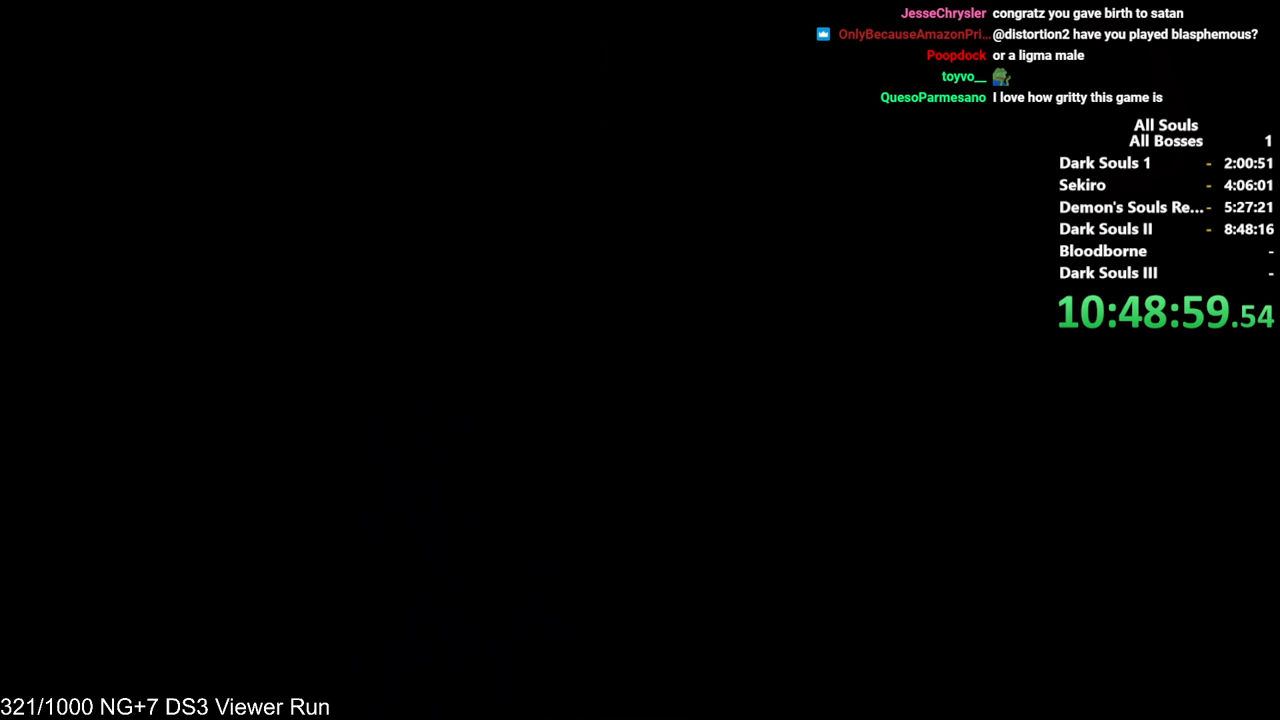 JesseChrysler congratz you gave birth to satan
OnlyBecauseAmazonPri... @distortion2 have you played blasphemous?
Poopdock or a ligma male
toyvo__
QuesoParmesano I love how gritty this game is
All Souls
All Bosses 1
Dark Souls 1 - 2:00:51
Sekiro - 4:06:01
Demon's Souls Re... - 5:27:21
Dark Souls II - 8:48:16
Bloodborne -
Dark Souls III -
10:48:59.54
321/1000 NG+7 DS3 Viewer Run